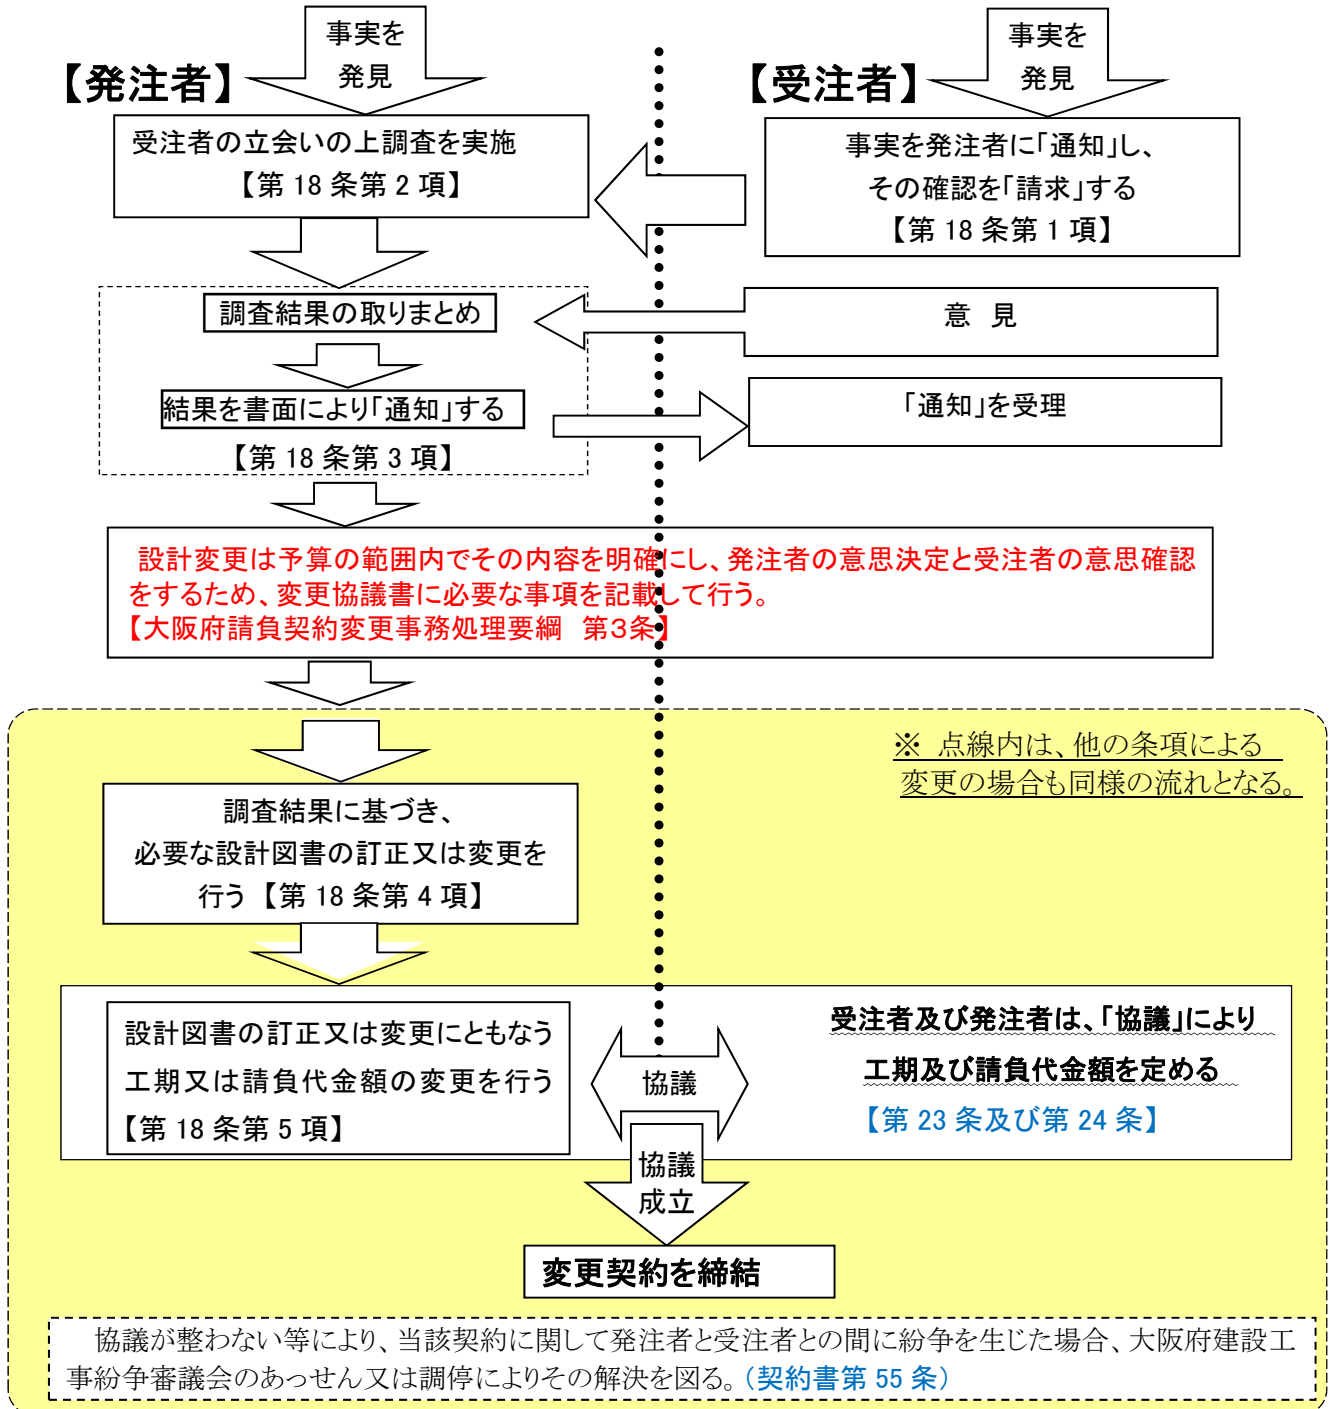 事実を
発見
【発注者】
事実を
発見
【受注者】
受注者の立会いの上調査を実施
【第 18 条第 2 項】
事実を発注者に「通知」し、
その確認を「請求」する
【第 18 条第 1 項】
調査結果の取りまとめ
意 見
結果を書面により「通知」する
【第 18 条第 3 項】
「通知」を受理
設計変更は予算の範囲内でその内容を明確にし、発注者の意思決定と受注者の意思確認
をするため、変更協議書に必要な事項を記載して行う。
【大阪府請負契約変更事務処理要綱 第3条】
※ 点線内は、他の条項による
変更の場合も同様の流れとなる。
調査結果に基づき、
必要な設計図書の訂正又は変更を
行う 【第 18 条第 4 項】
設計図書の訂正又は変更にともなう
工期又は請負代金額の変更を行う
【第 18 条第 5 項】
協議
受注者及び発注者は、「協議」により
工期及び請負代金額を定める
【第 23 条及び第 24 条】
協議
成立
変更契約を締結
協議が整わない等により、当該契約に関して発注者と受注者との間に紛争を生じた場合、大阪府建設工
事紛争審議会のあっせん又は調停によりその解決を図る。(契約書第 55 条)